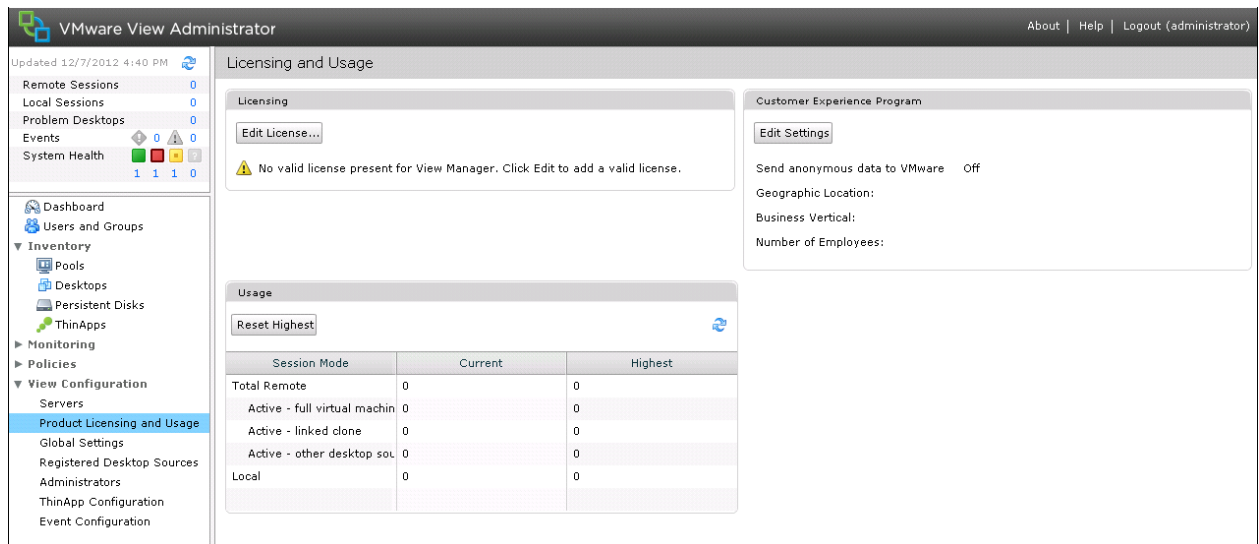 VMware View Administrator
About | Help | Logout (administrator)
Updated 12/7/2012 4:40 PM
Remote Sessions 0
Local Sessions 0
Problem Desktops 0
Events 0 0
System Health
1 1 1 0
Dashboard
Users and Groups
Inventory
Pools
Desktops
Persistent Disks
ThinApps
Monitoring
Policies
View Configuration
Servers
Product Licensing and Usage
Global Settings
Registered Desktop Sources
Administrators
ThinApp Configuration
Event Configuration
Licensing and Usage
Licensing
Edit License...
No valid license present for View Manager. Click Edit to add a valid license.
Customer Experience Program
Edit Settings
Send anonymous data to VMware Off
Geographic Location:
Business Vertical:
Number of Employees:
Usage
Reset Highest
Session Mode Current Highest
Total Remote 0 0
Active - full virtual machin 0 0
Active - linked clone 0 0
Active - other desktop sou 0 0
Local 0 0